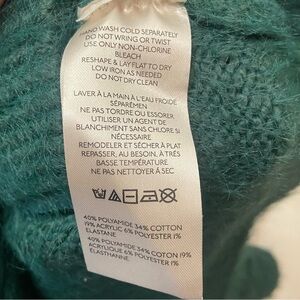 HAND WASH COLD SEPARATELY
DO NOT WRING OR TWIST
USE ONLY NON-CHLORINE
BLEACH
RESHAPE & LAY FLAT TO DRY
LOW IRON AS NEEDED
DO NOT DRY CLEAN
LAVER À LA MAIN À L'EAU FROIDE
SÉPARÉMEN
NE PAS TORDRE OU ESSORER
UTILISER UN AGENT DE
BLANCHIMENT SANS CHLORE SI
NÉCESSAIRE
REMODELER ET SÉCHER À PLAT
REPASSER, AU BESOIN, À TRÈS
BASSE TEMPÉRATURE
NE PAS NETTOYER À SEC
40% POLYAMIDE 34% COTTON
19% ACRYLIC 6% POLYESTER 1%
ELASTANE
40% POLYAMIDE 34% COTON 19%
ACRYLIQUE 6% POLYESTER 1%
ÉLASTHANNE